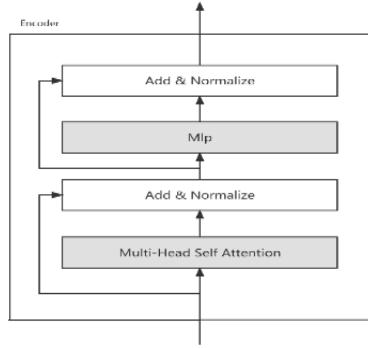 Encoder
Add & Normalize
Mlp
Add & Normalize
Multi-Head Self Attention